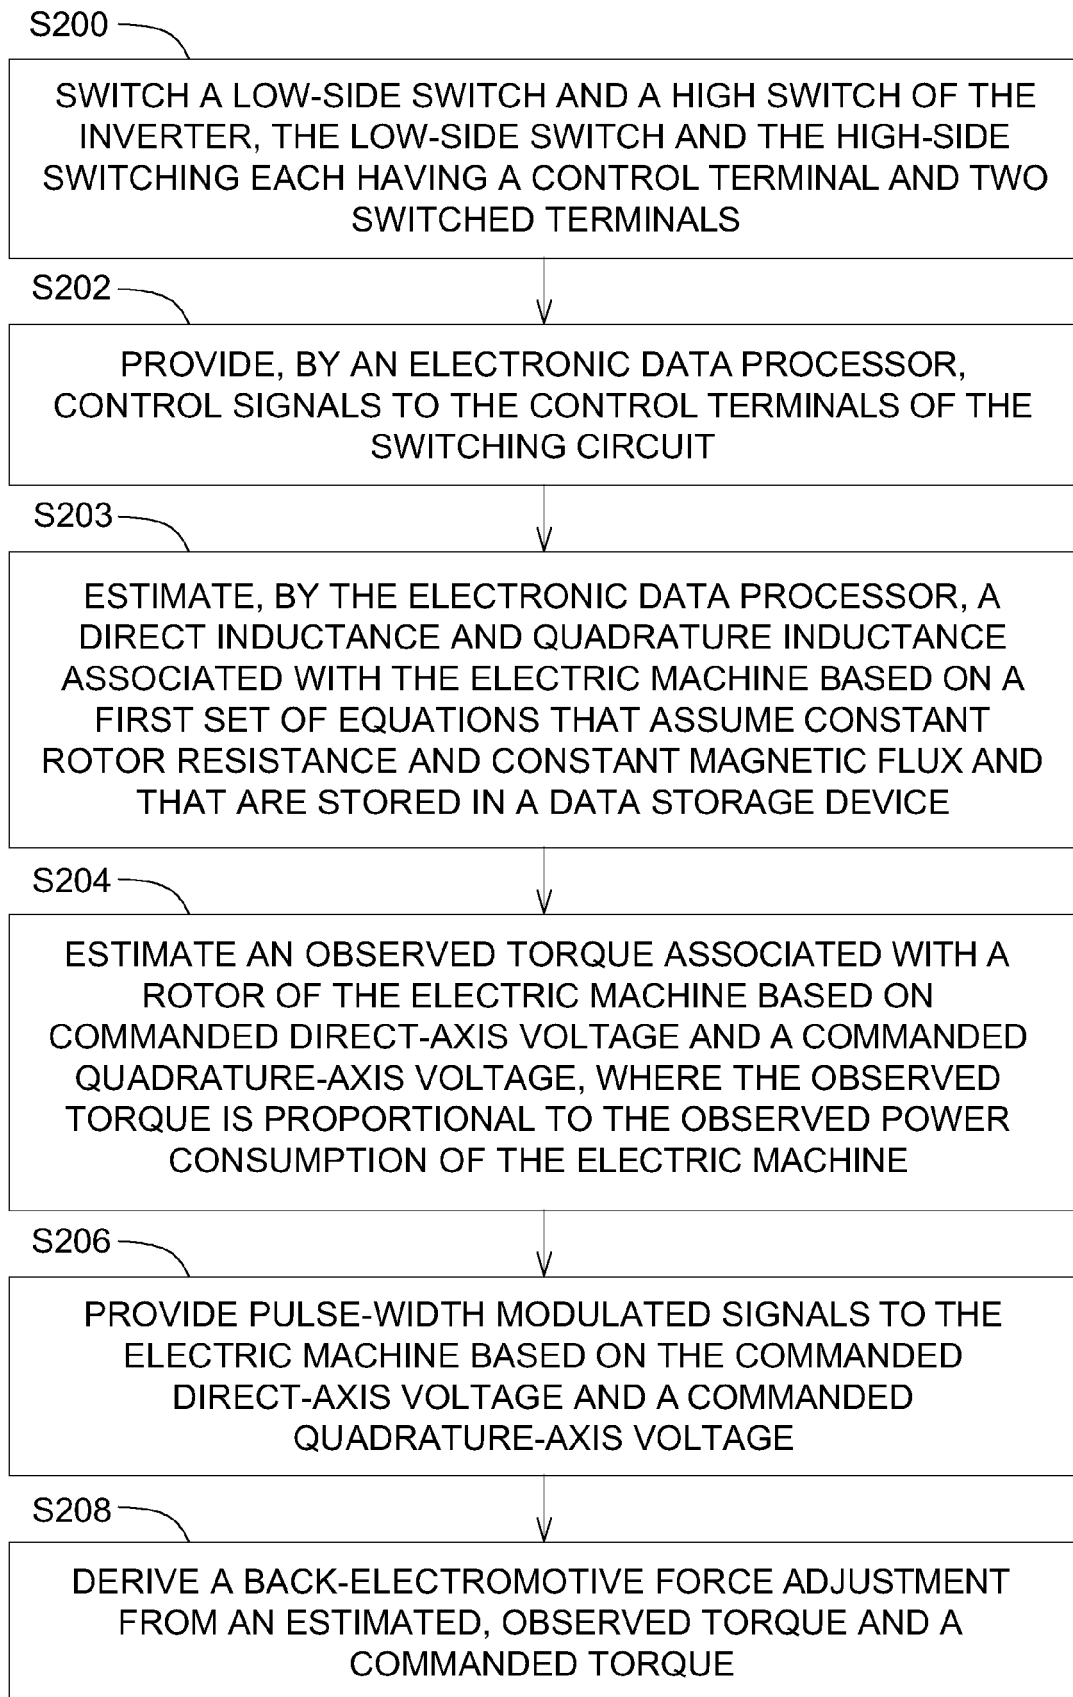 S200
SWITCH A LOW-SIDE SWITCH AND A HIGH SWITCH OF THE
INVERTER, THE LOW-SIDE SWITCH AND THE HIGH-SIDE
SWITCHING EACH HAVING A CONTROL TERMINAL AND TWO
SWITCHED TERMINALS
S202
PROVIDE, BY AN ELECTRONIC DATA PROCESSOR,
CONTROL SIGNALS TO THE CONTROL TERMINALS OF THE
SWITCHING CIRCUIT
S203
ESTIMATE, BY THE ELECTRONIC DATA PROCESSOR, A
DIRECT INDUCTANCE AND QUADRATURE INDUCTANCE
ASSOCIATED WITH THE ELECTRIC MACHINE BASED ON A
FIRST SET OF EQUATIONS THAT ASSUME CONSTANT
ROTOR RESISTANCE AND CONSTANT MAGNETIC FLUX AND
THAT ARE STORED IN A DATA STORAGE DEVICE
S204
ESTIMATE AN OBSERVED TORQUE ASSOCIATED WITH A
ROTOR OF THE ELECTRIC MACHINE BASED ON
COMMANDED DIRECT-AXIS VOLTAGE AND A COMMANDED
QUADRATURE-AXIS VOLTAGE, WHERE THE OBSERVED
TORQUE IS PROPORTIONAL TO THE OBSERVED POWER
CONSUMPTION OF THE ELECTRIC MACHINE
S206
PROVIDE PULSE-WIDTH MODULATED SIGNALS TO THE
ELECTRIC MACHINE BASED ON THE COMMANDED
DIRECT-AXIS VOLTAGE AND A COMMANDED
QUADRATURE-AXIS VOLTAGE
S208
DERIVE A BACK-ELECTROMOTIVE FORCE ADJUSTMENT
FROM AN ESTIMATED, OBSERVED TORQUE AND A
COMMANDED TORQUE